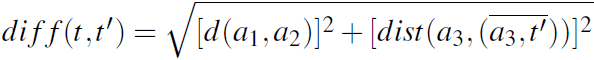 diff(t,t′) = √[d(a₁,a₂)]² + [dist(a₃,(a₃,t′‾))]²